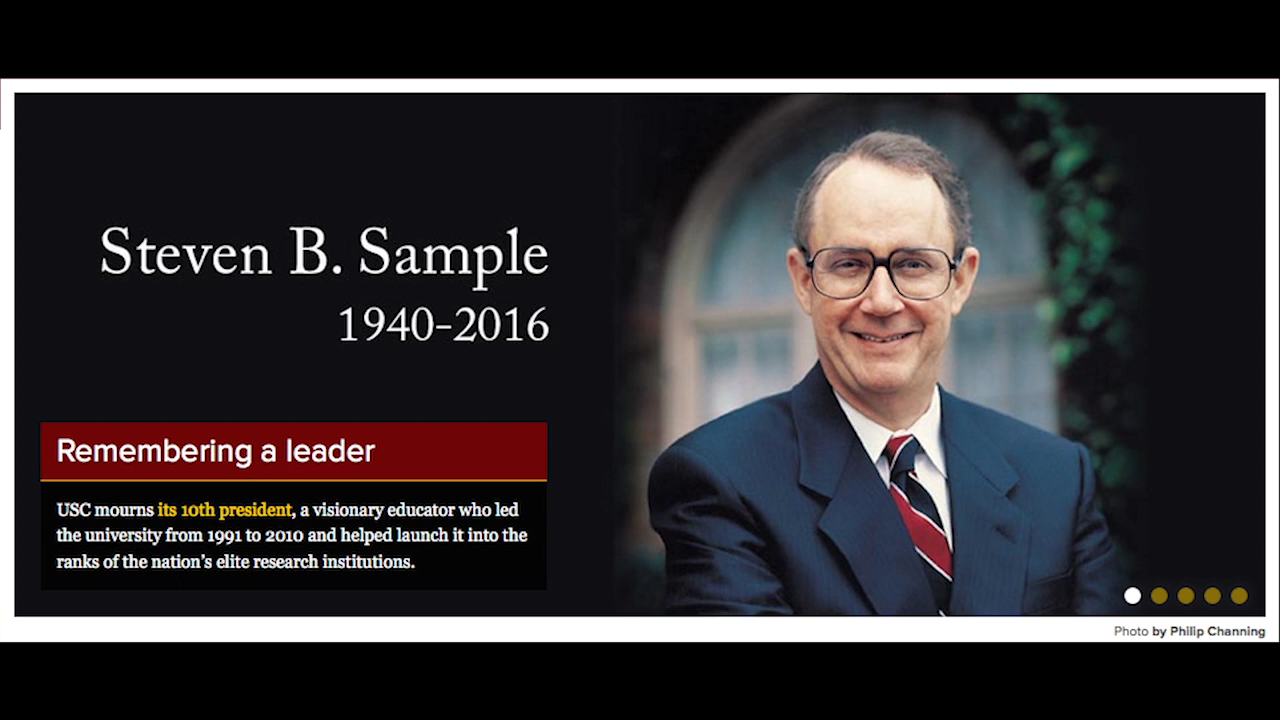 Steven B. Sample
1940-2016
Remembering a leader
USC mourns its 10th president, a visionary educator who led
the university from 1991 to 2010 and helped launch it into the
ranks of the nation’s elite research institutions.
Photo by Philip Channing